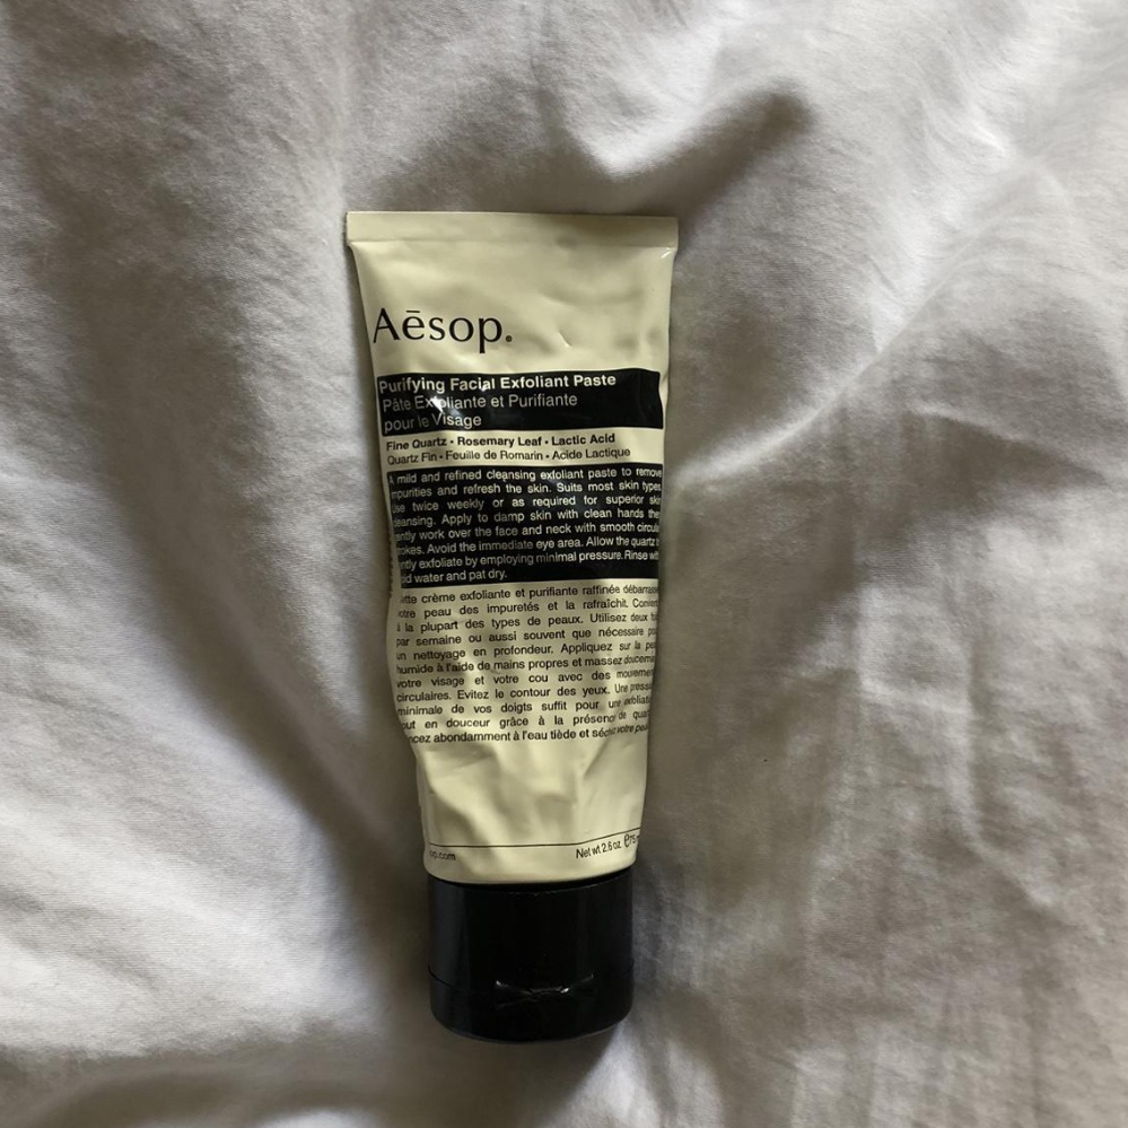 Aēsop.
Purifying Facial Exfoliant Paste
Pâte Exfoliante et Purifiante
pour le Visage
Fine Quartz • Rosemary Leaf • Lactic Acid
Quartz Fin • Feuille de Romarin • Acide Lactique
A mild and refined cleansing exfoliant paste to remove
impurities and refresh the skin. Suits most skin types.
Use twice weekly or as required for superior skin
cleansing. Apply to damp skin with clean hands then
gently work over the face and neck with smooth circular
strokes. Avoid the immediate eye area. Allow the quartz to
gently exfoliate by employing minimal pressure. Rinse with
water and pat dry.
crème exfoliante et purifiante raffinée débarrasse
votre peau des impuretés et la rafraîchit. Convient
à la plupart des types de peaux. Utilisez deux fois
par semaine ou aussi souvent que nécessaire pour
un nettoyage en profondeur. Appliquez sur la peau
humide à l'aide de mains propres et massez doucement
votre visage et votre cou avec des mouvements
circulaires. Evitez le contour des yeux. Une pression
minimale de vos doigts suffit pour une exfoliation
tout en douceur grâce à la présence de quartz.
abondamment à l'eau tiède et séchez votre peau.
op.com
Net wt 2.6 oz ℮75